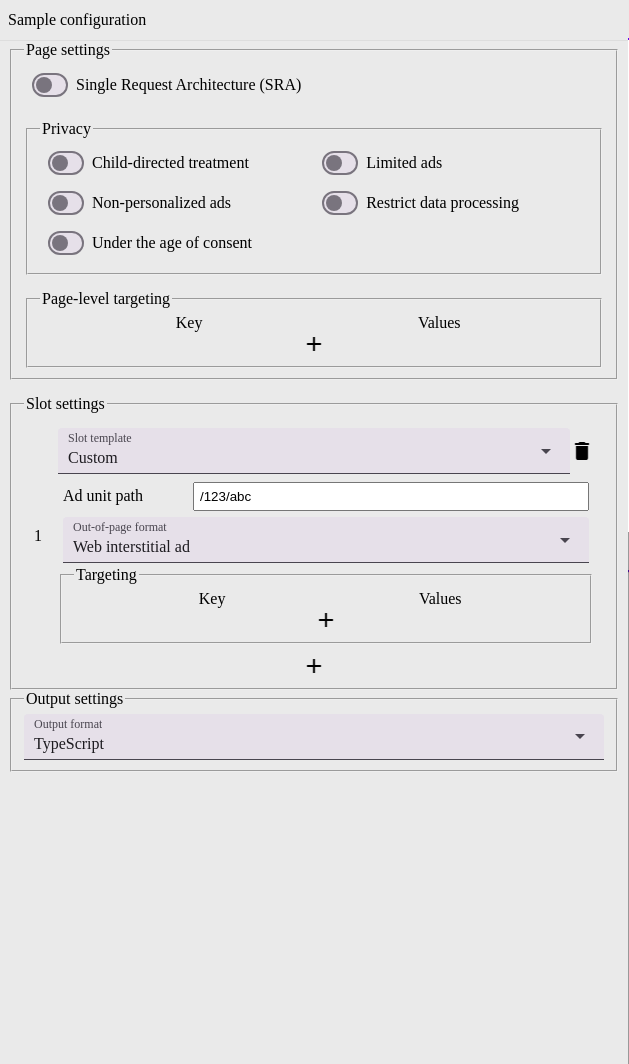 Sample configuration
Page settings
Single Request Architecture (SRA)
Privacy
Child-directed treatment
Limited ads
Non-personalized ads
Restrict data processing
Under the age of consent
Page-level targeting
Key
Values
+
Slot settings
Slot template
Custom
Ad unit path
/123/abc
1
Out-of-page format
Web interstitial ad
Targeting
Key
Values
+
+
Output settings
Output format
TypeScript